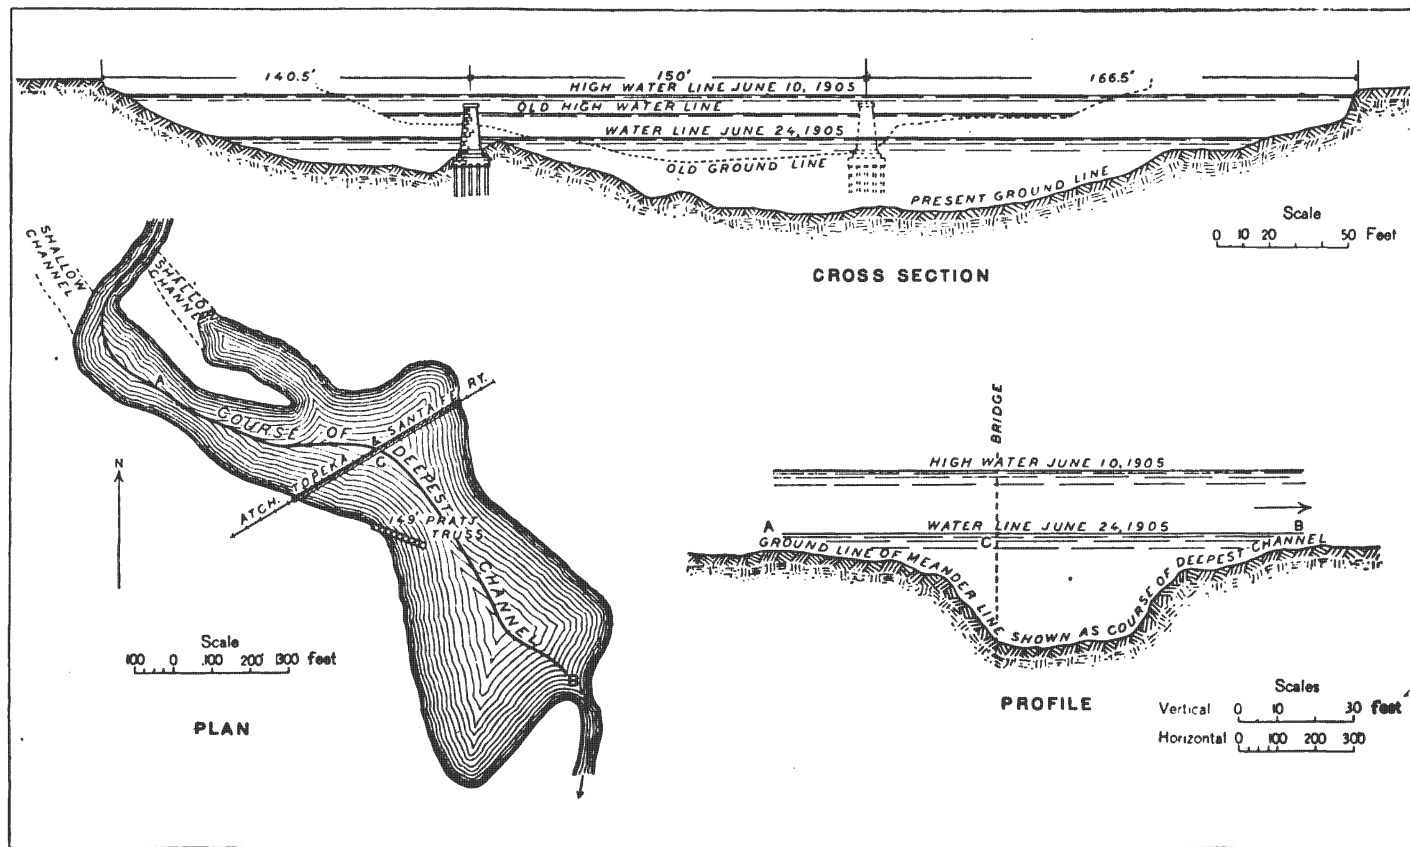 140.5' 150' 166.5'
HIGH WATER LINE JUNE 10, 1905
OLD HIGH WATER LINE
WATER LINE JUNE 24, 1905
OLD GROUND LINE
PRESENT GROUND LINE
Scale
0 10 20 50 Feet
CROSS SECTION
SHALLOW
CHANNEL
SHALLOW
CHANNEL
A
COURSE OF DEEPEST CHANNEL
ATCH. TOPEKA & SANTA FE RY.
C
149' PRATT
TRUSS
B
N
Scale
100 0 100 200 300 feet
PLAN
BRIDGE
HIGH WATER JUNE 10, 1905
A WATER LINE JUNE 24, 1905 B
C
GROUND LINE OF MEANDER LINE SHOWN AS COURSE OF DEEPEST CHANNEL
PROFILE
Scales
Vertical 0 10 30 feet
Horizontal 0 100 200 300